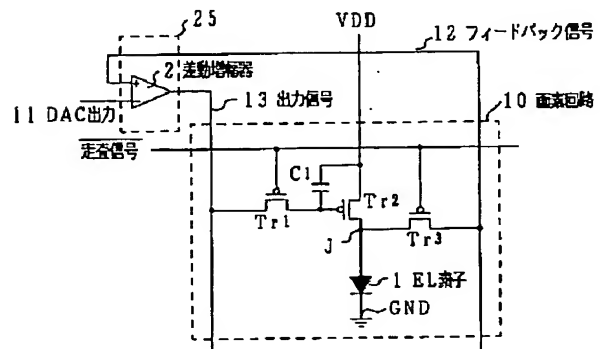 25
VDD
12 フィードバック信号
2 差動増幅器
+
-
11 DAC出力
13 出力信号
10 画素回路
走査信号
C1
Tr2
Tr1
J
Tr3
1 EL素子
GND